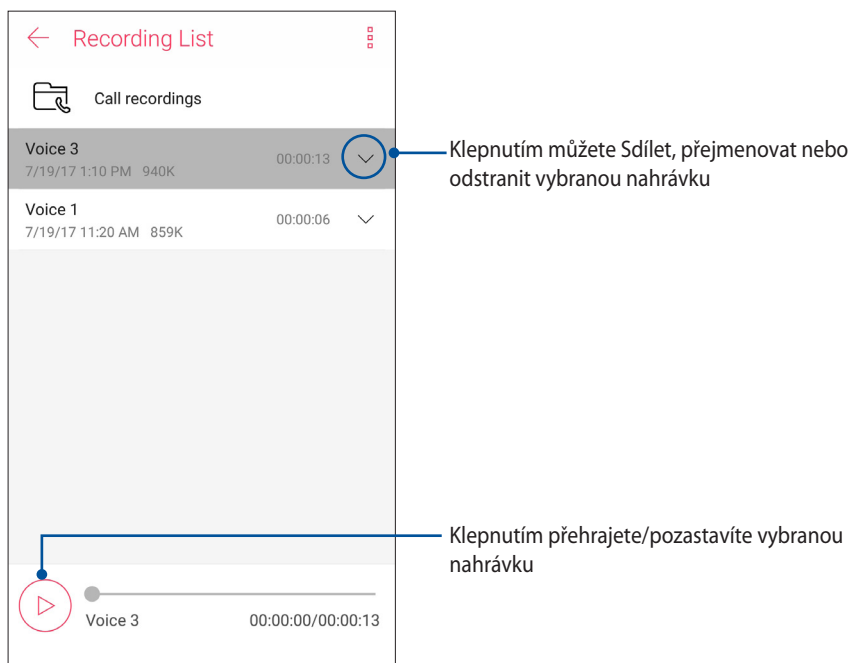 Recording List
Call recordings
Voice 3
7/19/17 1:10 PM 940K
00:00:13
Klepnutím můžete Sdílet, přejmenovat nebo
odstranit vybranou nahrávku
Voice 1
7/19/17 11:20 AM 859K
00:00:06
Klepnutím přehrajete/pozastavíte vybranou
nahrávku
Voice 3
00:00:00/00:00:13